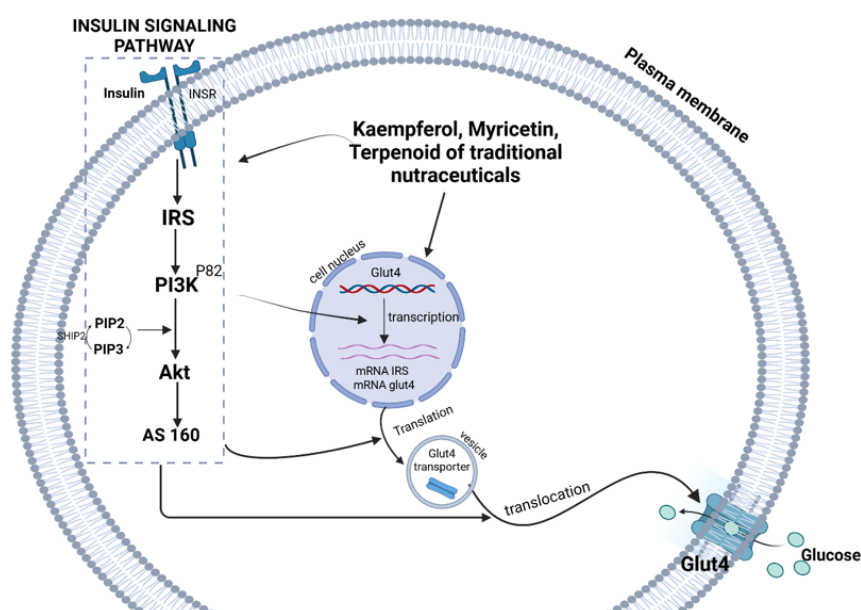 INSULIN SIGNALING
PATHWAY
Insulin
INSR
Plasma membrane
Kaempferol, Myricetin,
Terpenoid of traditional
nutraceuticals
IRS
PI3K
P82
SHIP2
PIP2
PIP3
Akt
AS 160
cell nucleus
Glut4
transcription
mRNA IRS
mRNA glut4
Translation
vesicle
Glut4
transporter
translocation
Glut4
Glucose